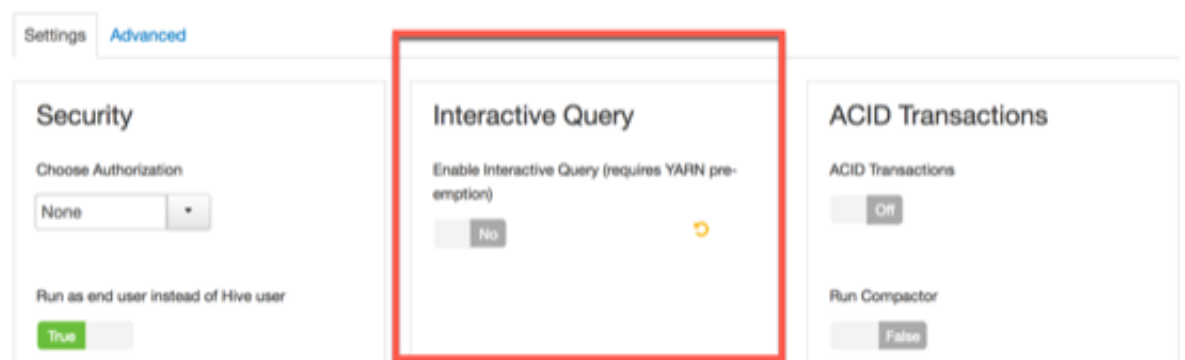 Settings
Advanced
Security
Choose Authorization
None
Run as end user instead of Hive user
True
Interactive Query
Enable Interactive Query (requires YARN pre-
emption)
No
ACID Transactions
ACID Transactions
Off
Run Compactor
False